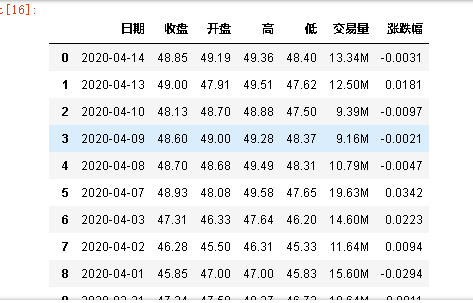 t[16]:
日期 收盘 开盘 高 低 交易量 涨跌幅
0 2020-04-14 48.85 49.19 49.36 48.40 13.34M -0.0031
1 2020-04-13 49.00 47.91 49.51 47.62 12.50M 0.0181
2 2020-04-10 48.13 48.70 48.88 47.50 9.39M -0.0097
3 2020-04-09 48.60 49.00 49.28 48.37 9.16M -0.0021
4 2020-04-08 48.70 48.68 49.49 48.31 10.79M -0.0047
5 2020-04-07 48.93 48.08 49.58 47.65 19.63M 0.0342
6 2020-04-03 47.31 46.33 47.64 46.20 14.60M 0.0223
7 2020-04-02 46.28 45.50 46.31 45.33 11.64M 0.0094
8 2020-04-01 45.85 47.00 47.00 45.83 15.60M -0.0294